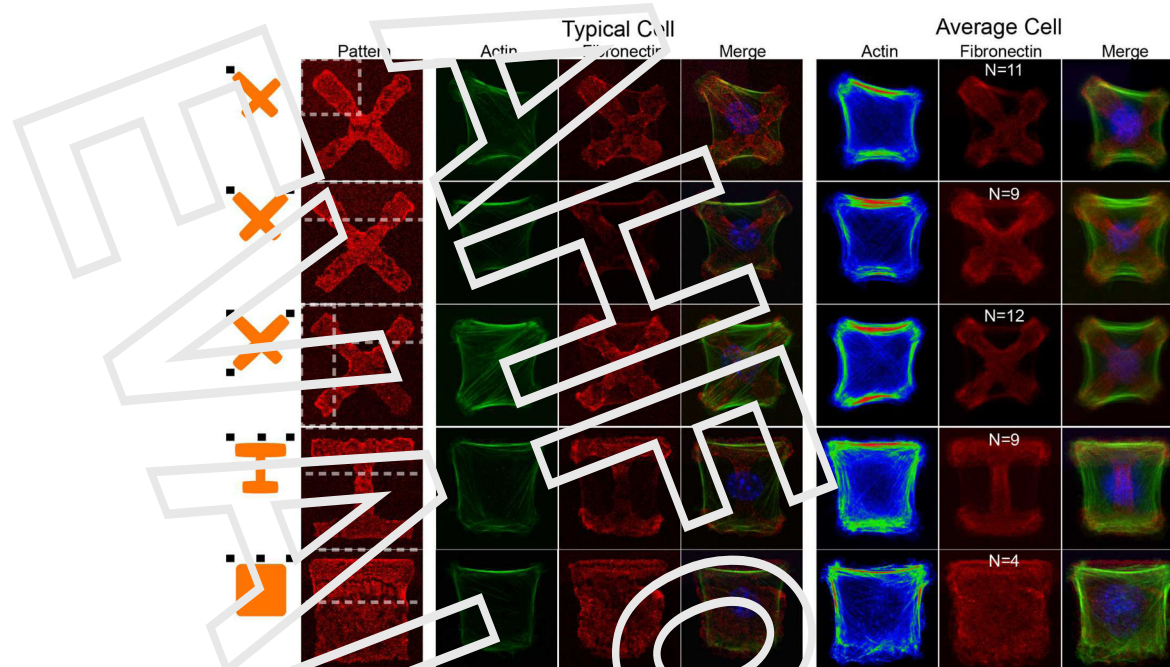 Typical Cell Average Cell
Pattern Actin Fibronectin Merge Actin Fibronectin Merge
N=11
N=9
N=12
N=9
N=4